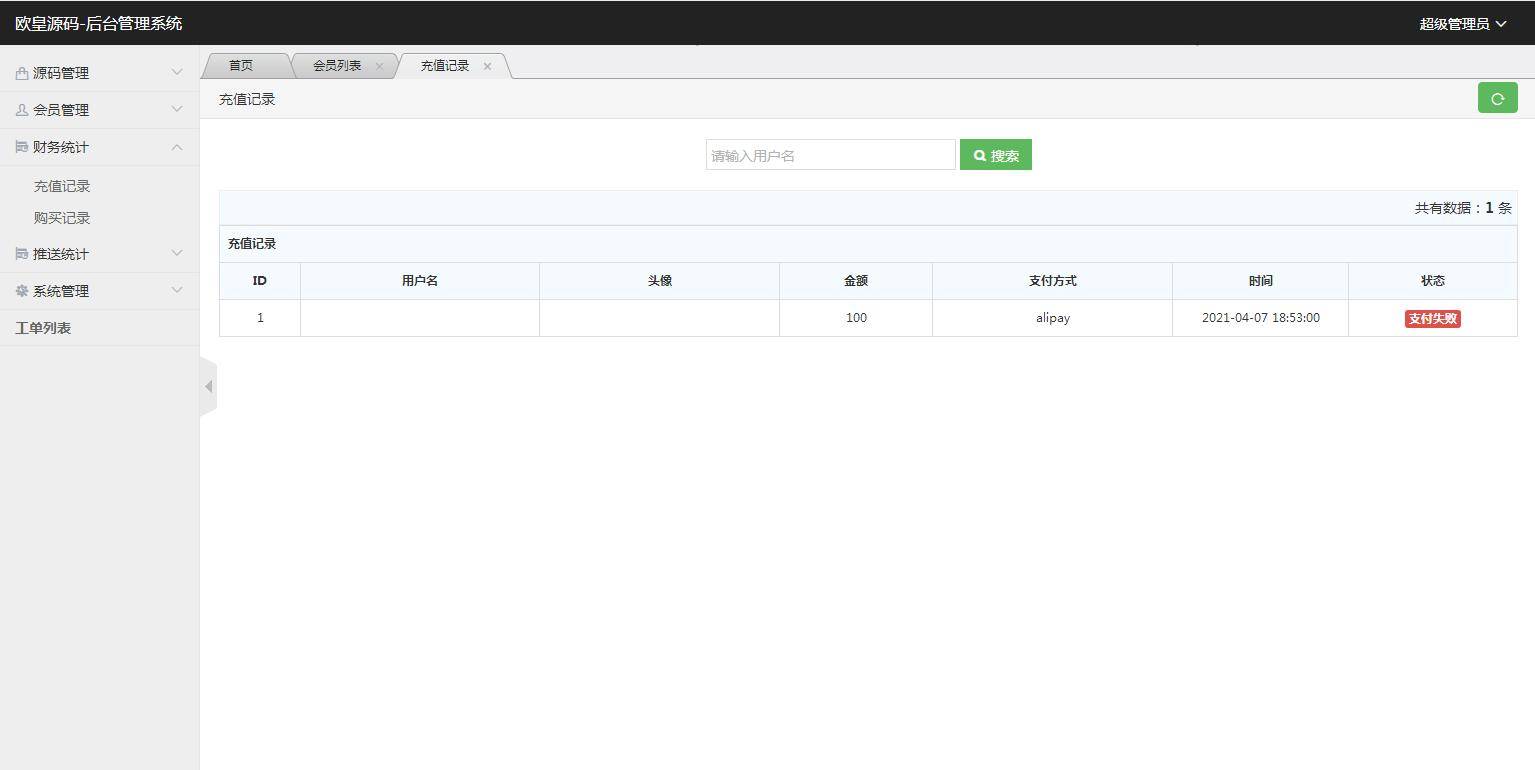 欧皇源码-后台管理系统
超级管理员
源码管理
会员管理
财务统计
充值记录
购买记录
推送统计
系统管理
工单列表
首页 会员列表 充值记录
充值记录
请输入用户名 搜索
共有数据：1 条
充值记录
ID 用户名 头像 金额 支付方式 时间 状态
1 100 alipay 2021-04-07 18:53:00 支付失败